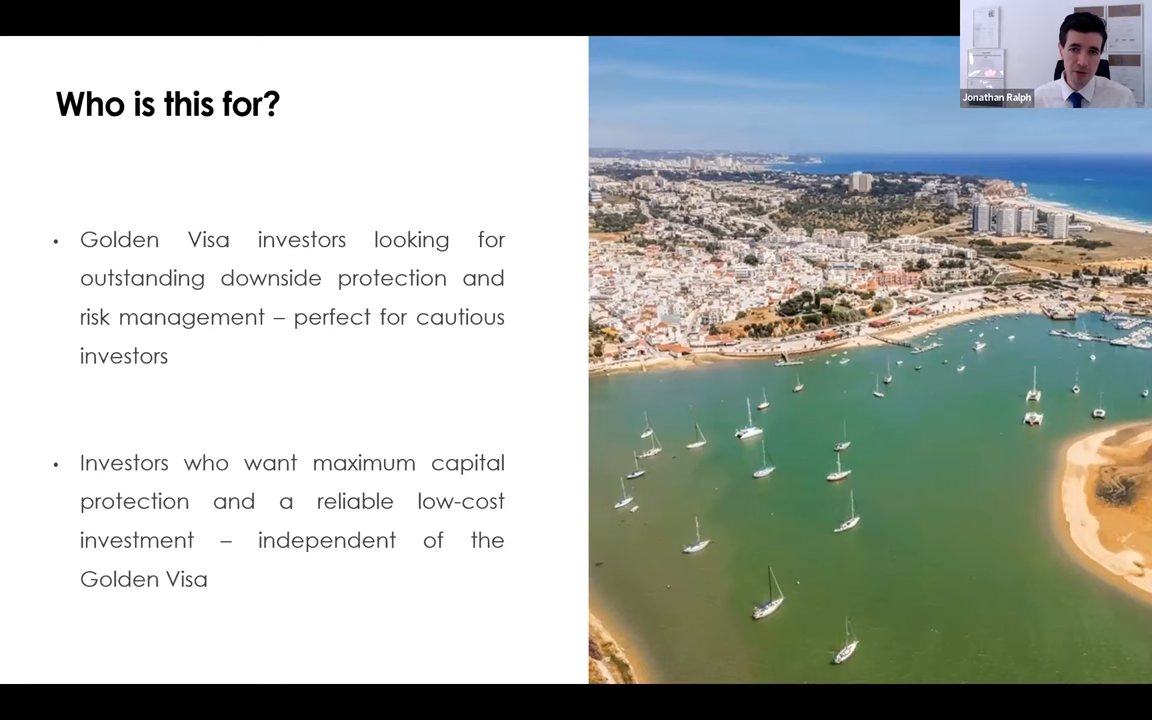 Who is this for?
Jonathan Ralph
• Golden Visa investors looking for
outstanding downside protection and
risk management – perfect for cautious
investors
• Investors who want maximum capital
protection and a reliable low-cost
investment – independent of the
Golden Visa